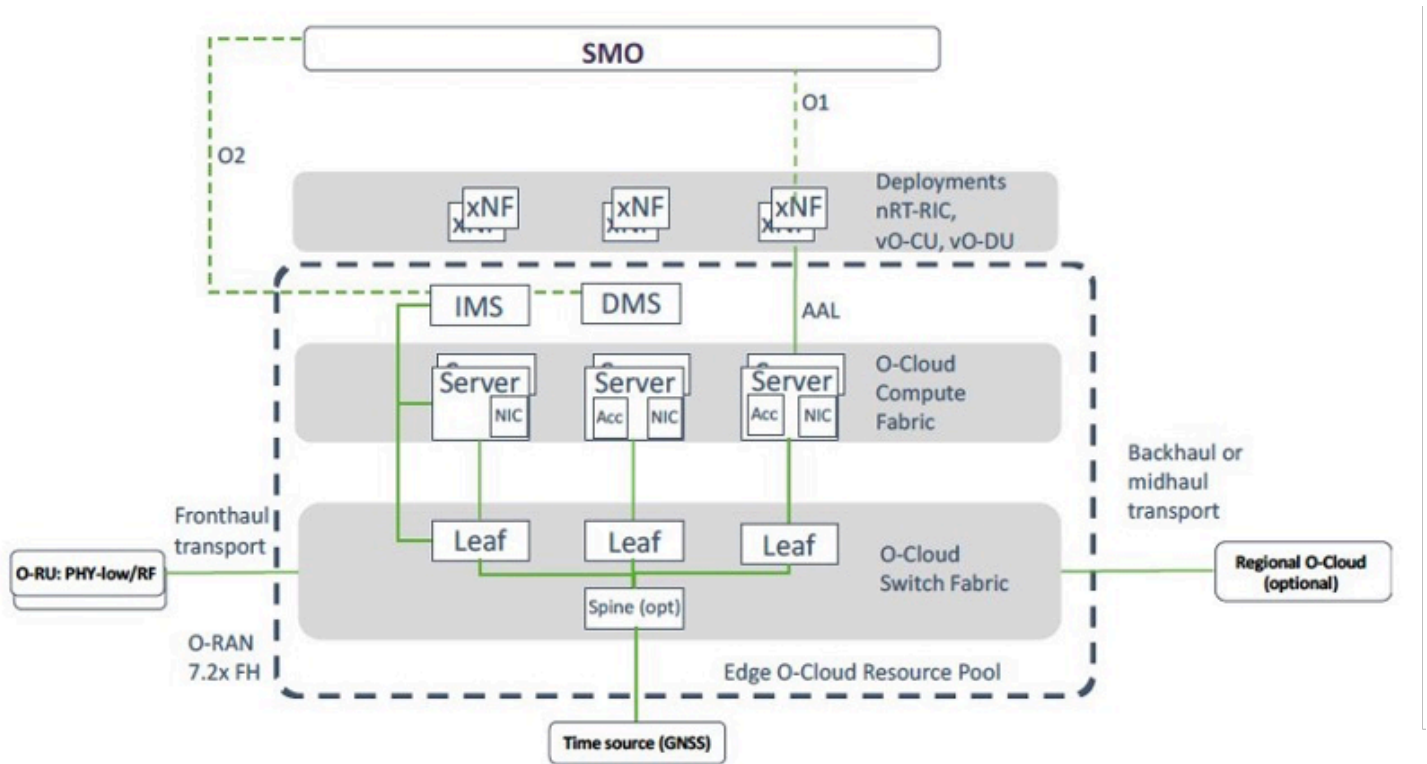 SMO
O1
O2
xNF
xNF
xNF
xNF
xNF
xNF
Deployments
nRT-RIC,
vO-CU, vO-DU
IMS
DMS
AAL
Server
NIC
Server
Acc
NIC
Server
Acc
NIC
O-Cloud
Compute
Fabric
Backhaul or
midhaul
transport
Fronthaul
transport
Leaf
Leaf
Leaf
O-Cloud
Switch Fabric
O-RU: PHY-low/RF
Regional O-Cloud
(optional)
Spine (opt)
O-RAN
7.2x FH
Edge O-Cloud Resource Pool
Time source (GNSS)